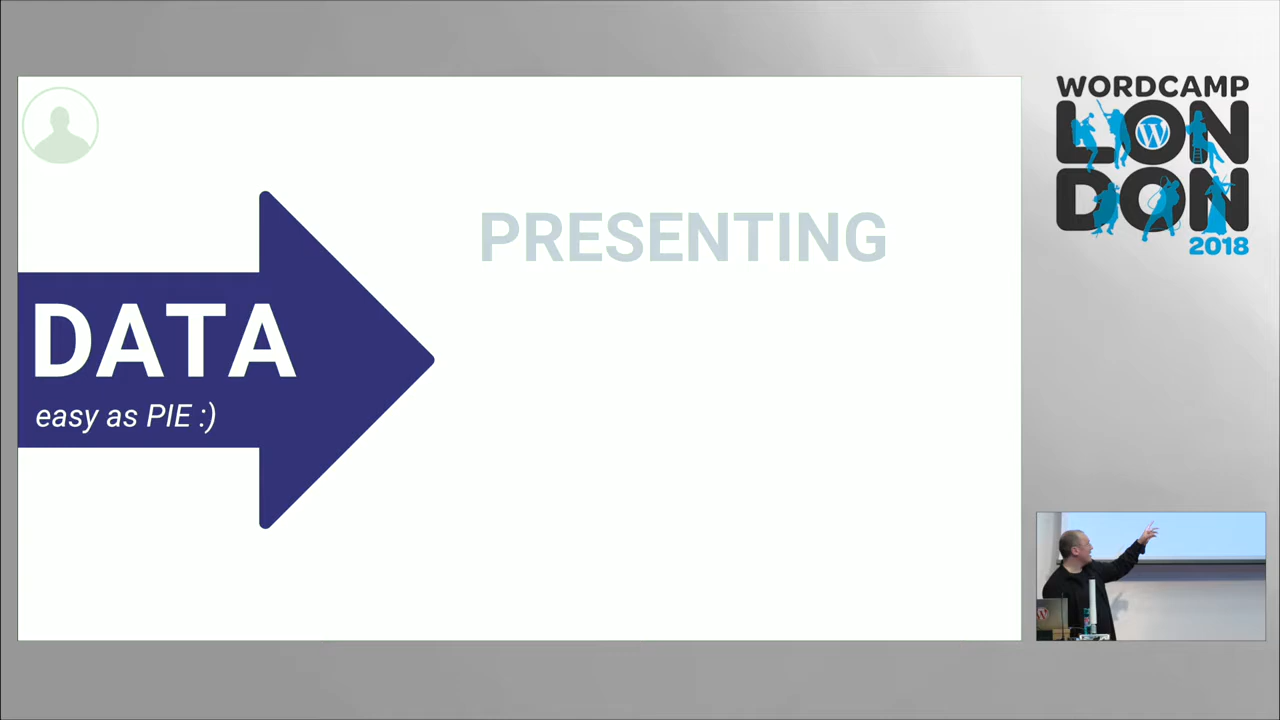 PRESENTING
DATA
easy as PIE :)
WORDCAMP
LON
DON
2018